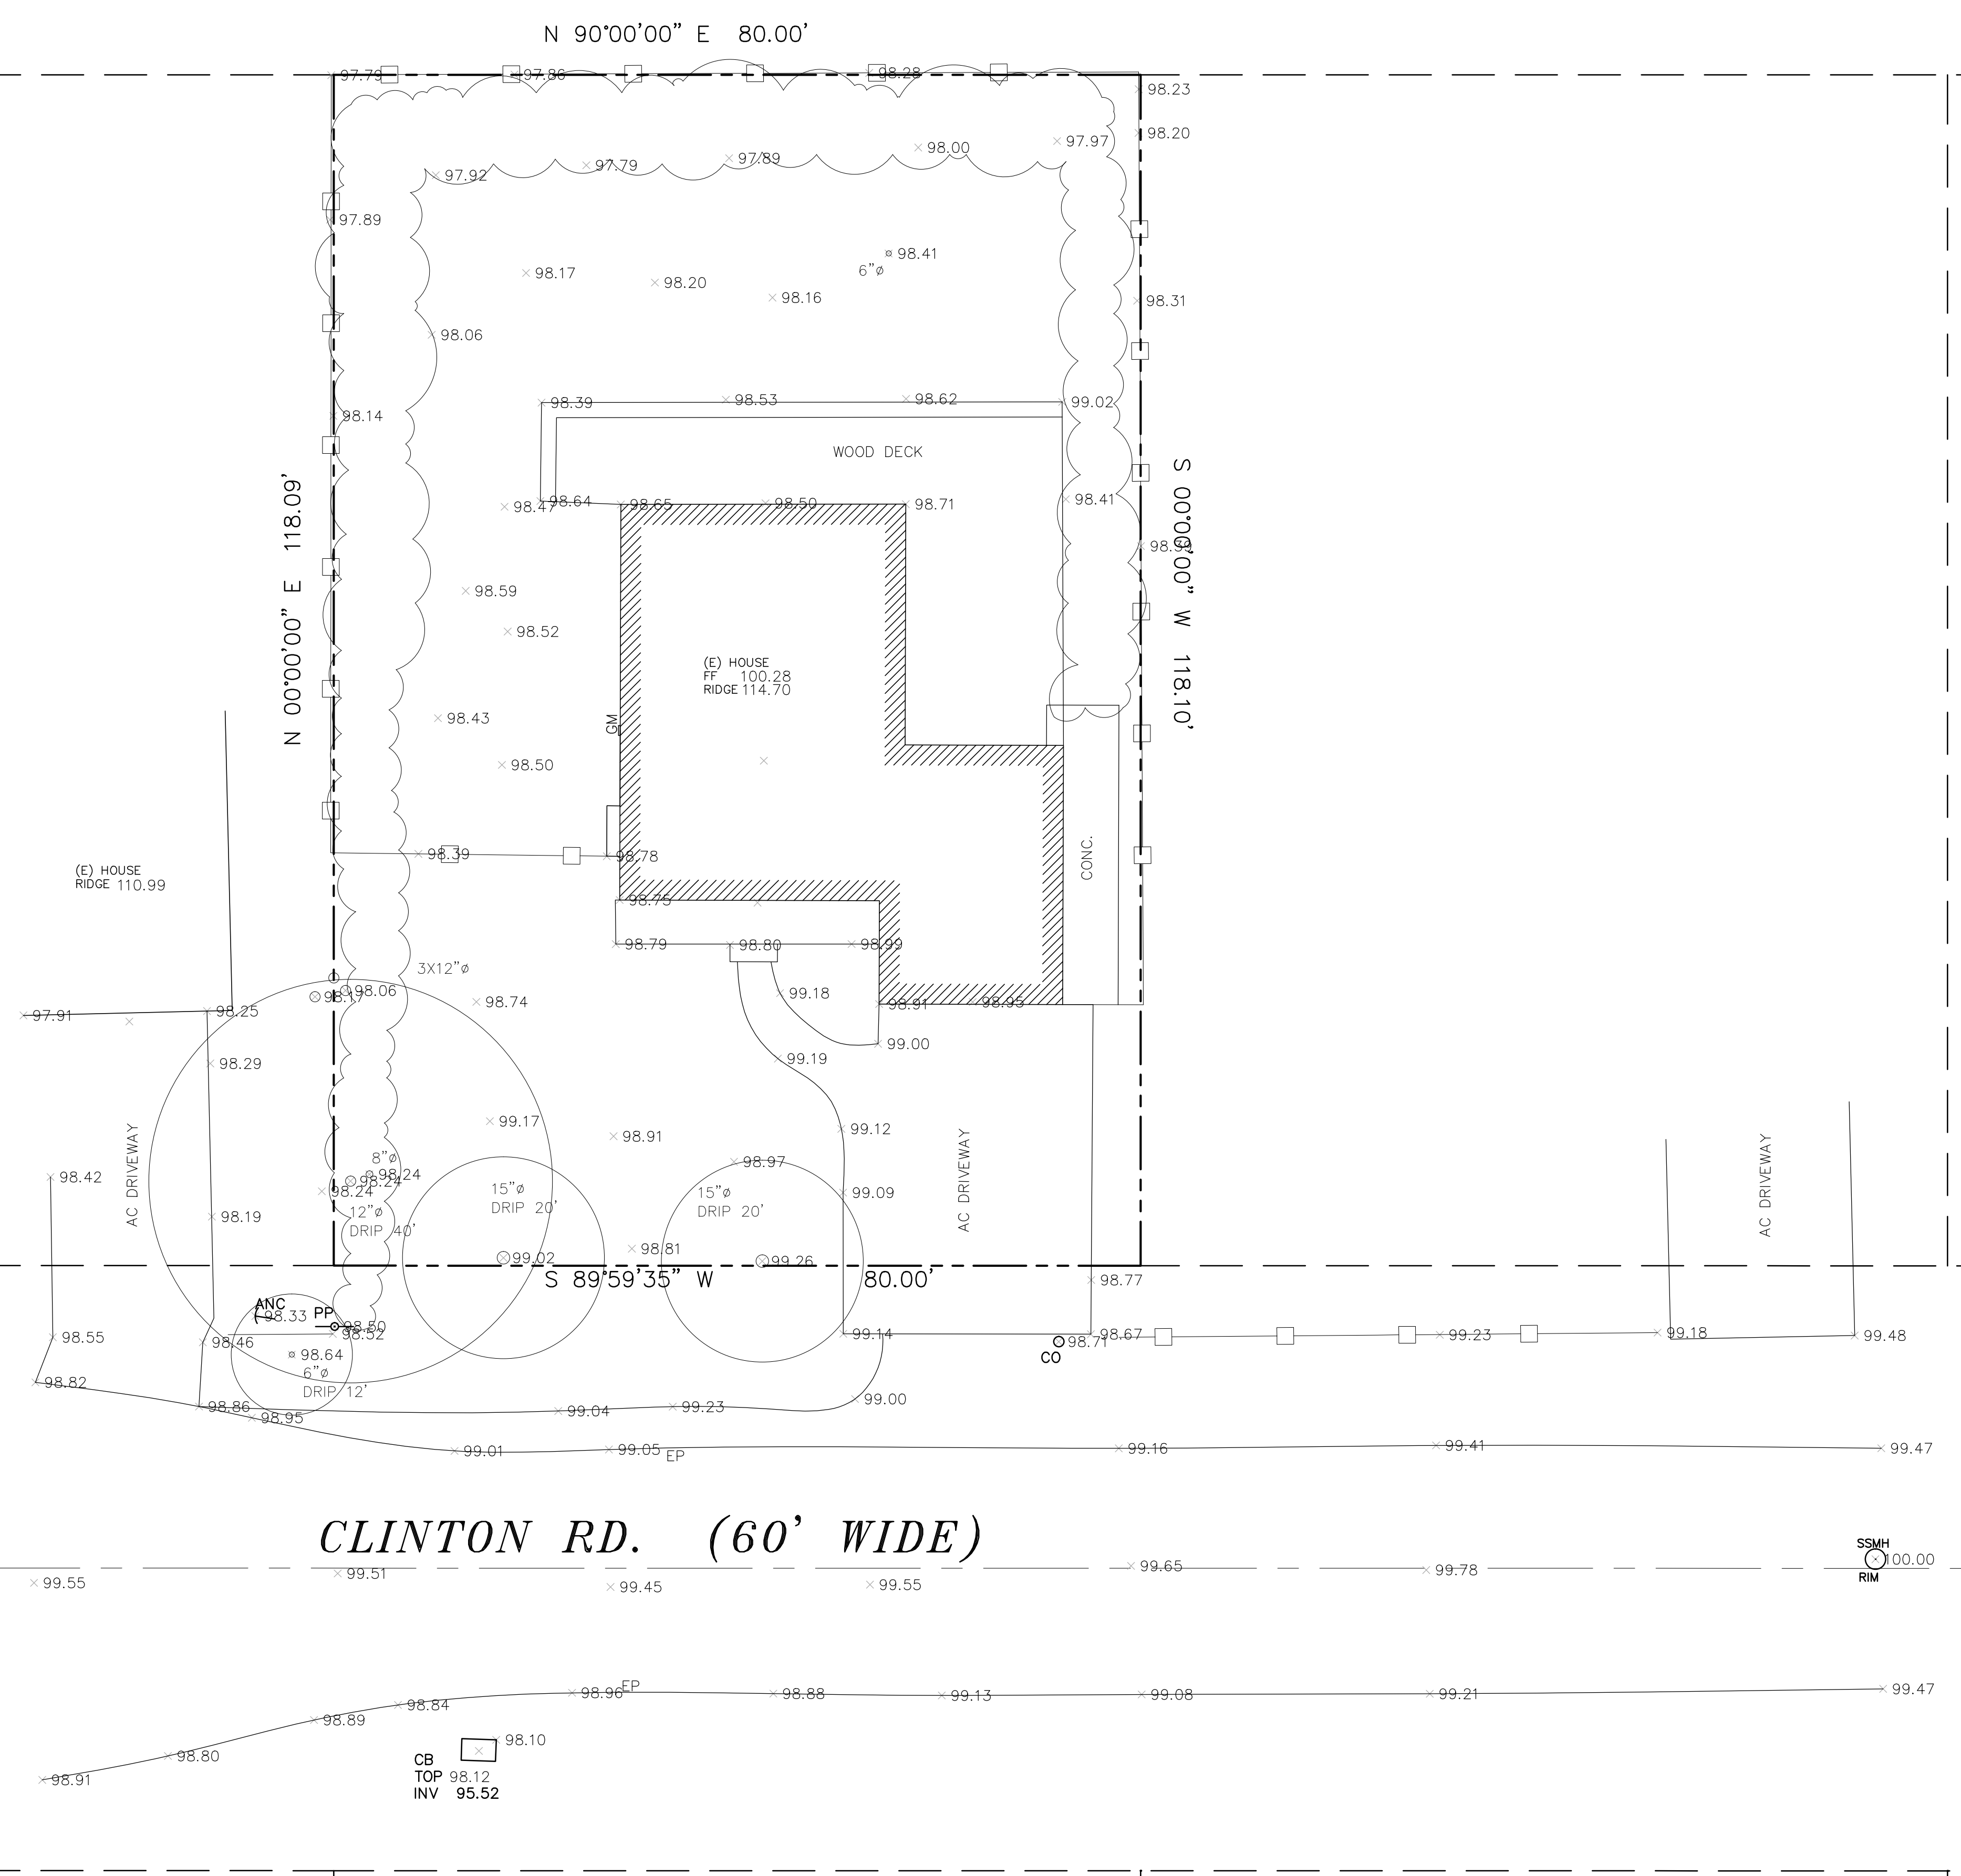 N 90°00'00" E 80.00'
97.79
97.86
98.28
98.23
98.20
97.97
98.00
97.89
97.79
97.92
97.89
98.41
6"ø
98.17
98.20
98.16
98.31
98.06
98.39
98.53
98.62
99.02
98.14
WOOD DECK
N 00°00'00" E 118.09'
S 00°00'00" W 118.10'
98.47
98.64
98.65
98.50
98.71
98.41
98.39
98.59
98.52
(E) HOUSE
FF 100.28
RIDGE 114.70
GM
98.43
98.50
CONC.
98.39
98.78
(E) HOUSE
RIDGE 110.99
98.75
98.79
98.80
98.99
3X12"ø
98.17
98.06
98.74
99.18
98.91
98.95
97.91
98.25
99.00
98.29
99.19
AC DRIVEWAY
99.17
98.91
99.12
AC DRIVEWAY
AC DRIVEWAY
8"ø
98.24
98.24
98.24
98.97
98.42
15"ø
DRIP 20'
15"ø
DRIP 20'
99.09
12"ø
DRIP 40'
98.19
98.81
99.02
99.26
S 89°59'35" W 80.00'
98.77
ANC
98.33
PP
98.50
98.52
98.55
98.46
98.64
6"ø
DRIP 12'
99.14
98.67
98.71
CO
99.23
99.18
99.48
98.82
98.86
98.95
99.04
99.23
99.00
99.01
99.05
EP
99.16
99.41
99.47
CLINTON RD. (60' WIDE)
SSMH
100.00
RIM
99.55
99.51
99.45
99.55
99.65
99.78
EP
98.91
98.80
98.89
98.84
98.96
98.88
99.13
99.08
99.21
99.47
98.10
CB
TOP 98.12
INV 95.52